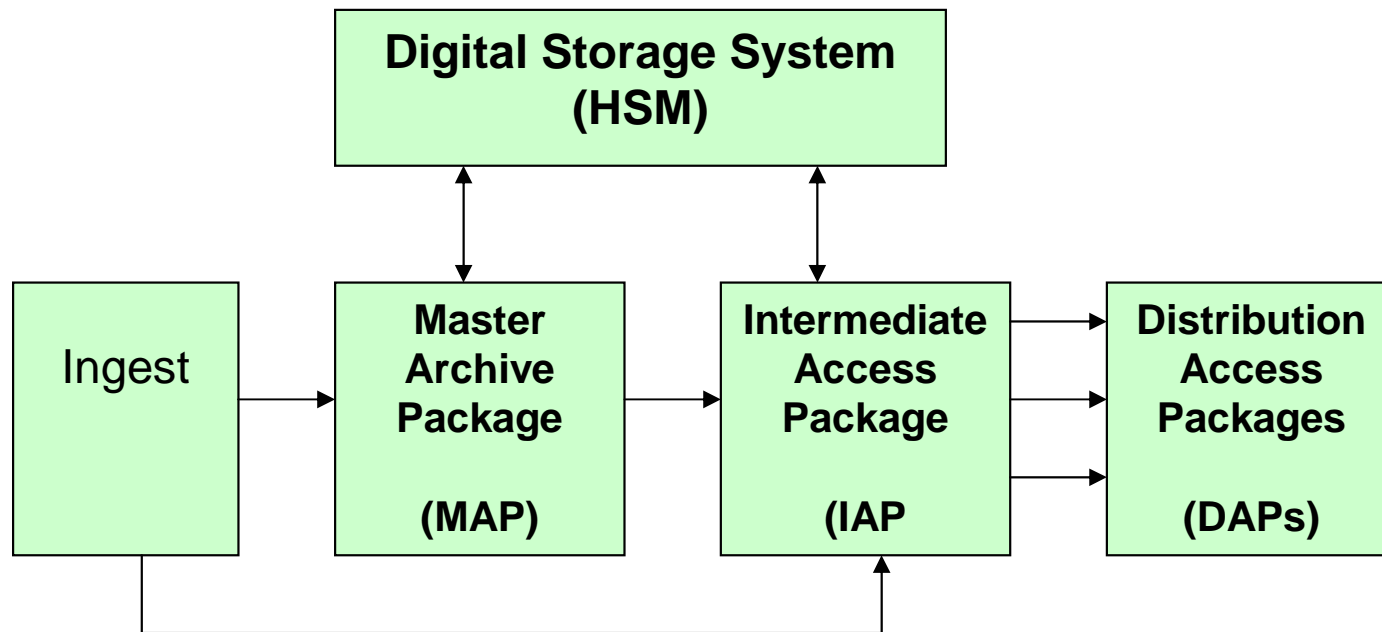 Digital Storage System
(HSM)
Ingest
Master
Archive
Package
(MAP)
Intermediate
Access
Package
(IAP
Distribution
Access
Packages
(DAPs)